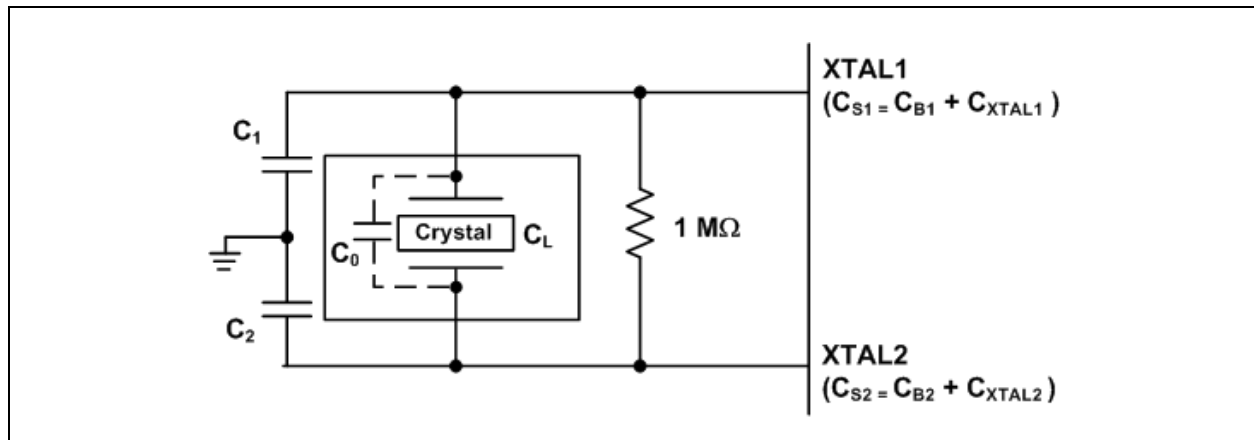 XTAL1
(CS1 = CB1 + CXTAL1 )
C1
Crystal
CL
C0
1 MΩ
C2
XTAL2
(CS2 = CB2 + CXTAL2 )